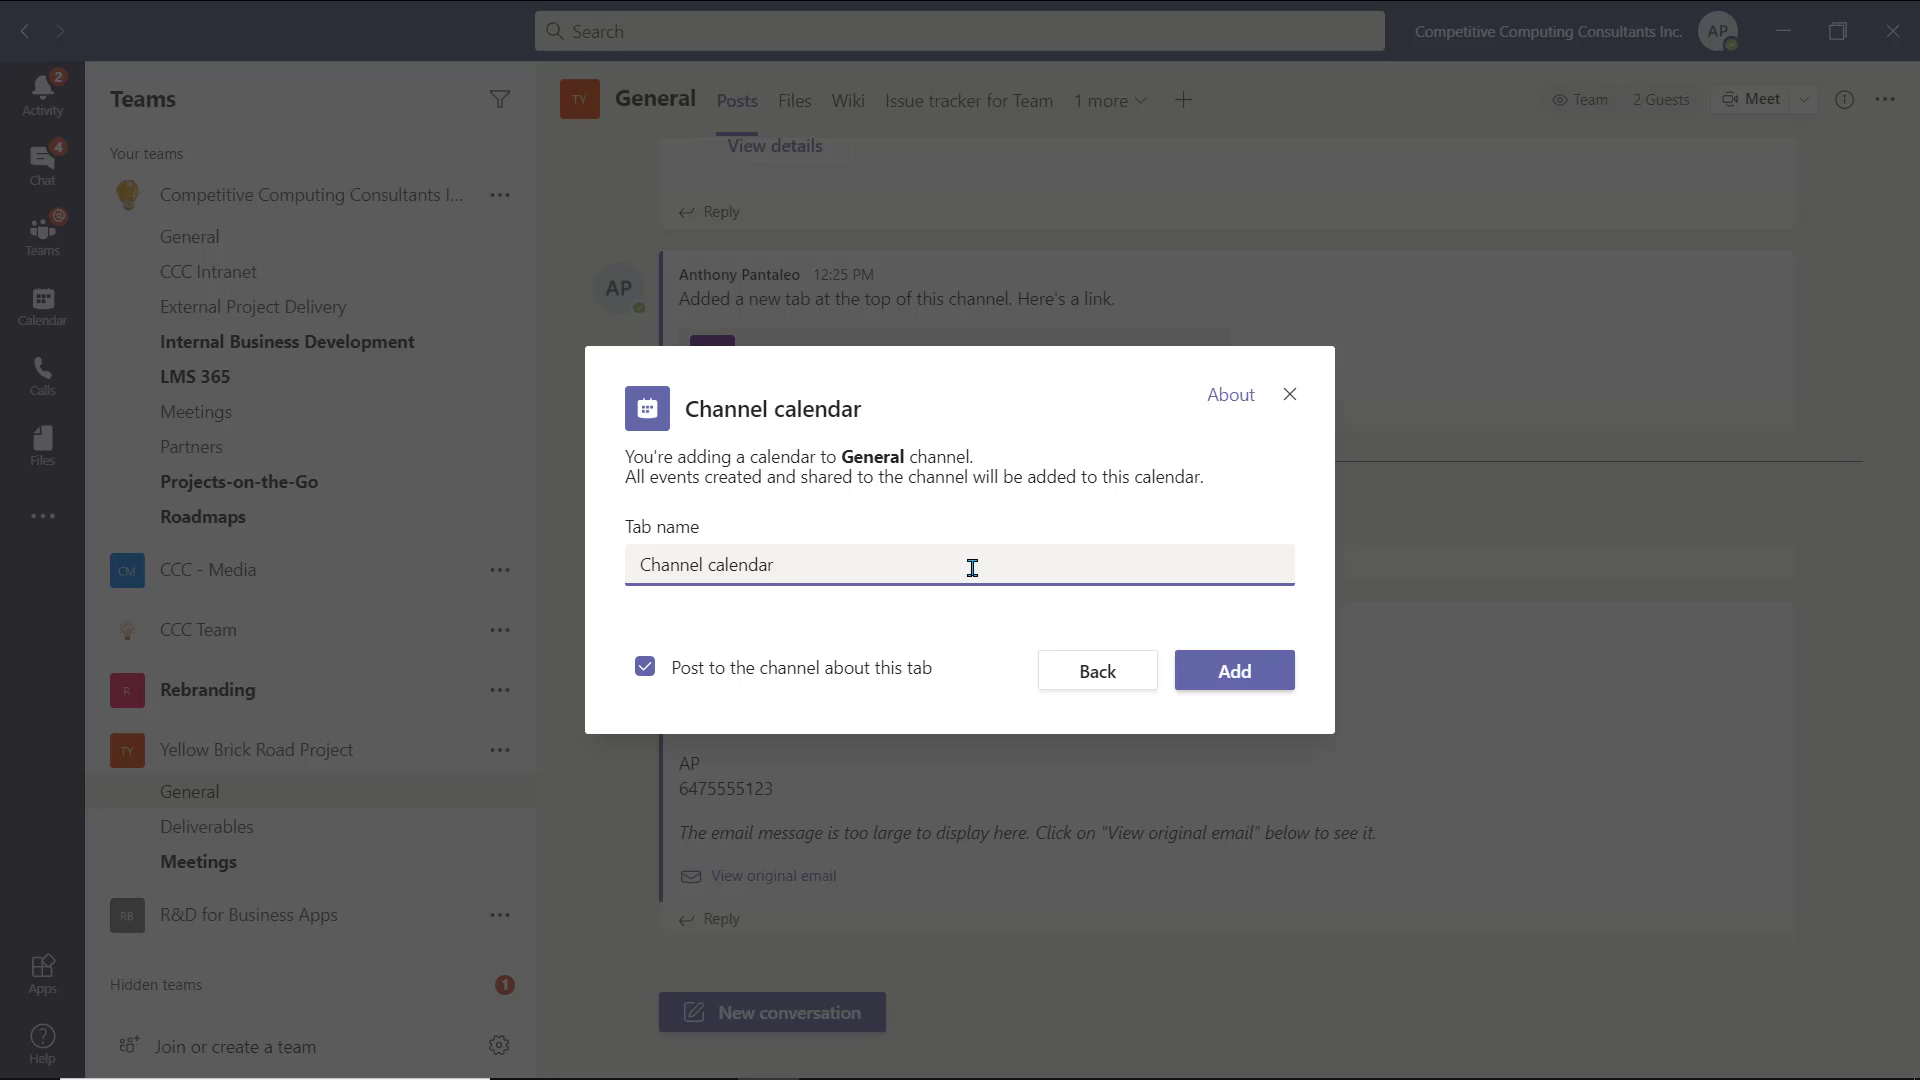 Search
Competitive Computing Consultants Inc.
AP
2
Activity
4
Chat
@
Teams
Calendar
Calls
Files
Apps
Help
Teams
Your teams
Competitive Computing Consultants I...
General
CCC Intranet
External Project Delivery
Internal Business Development
LMS 365
Meetings
Partners
Projects-on-the-Go
Roadmaps
CM CCC - Media
CCC Team
R Rebranding
TY Yellow Brick Road Project
General
Deliverables
Meetings
RB R&D for Business Apps
Hidden teams 1
Join or create a team
TY General Posts Files Wiki Issue tracker for Team 1 more
Team 2 Guests Meet
View details
Reply
AP
Anthony Pantaleo 12:25 PM
Added a new tab at the top of this channel. Here's a link.
Channel calendar
About
You're adding a calendar to General channel.
All events created and shared to the channel will be added to this calendar.
Tab name
Channel calendar
Post to the channel about this tab
Back
Add
AP
6475555123
The email message is too large to display here. Click on "View original email" below to see it.
View original email
Reply
New conversation